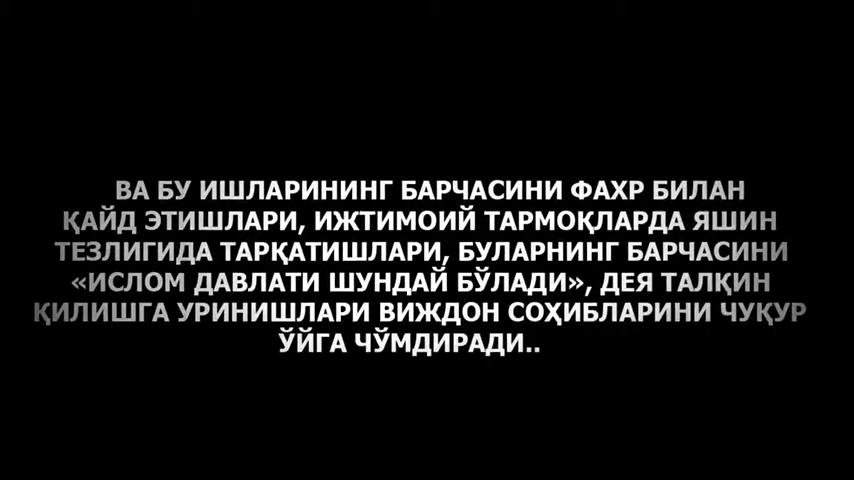 ВА БУ ИШЛАРИНИНГ БАРЧАСИНИ ФАХР БИЛАН
ҚАЙД ЭТИШЛАРИ, ИЖТИМОИЙ ТАРМОҚЛАРДА ЯШИН
ТЕЗЛИГИДА ТАРҚАТИШЛАРИ, БУЛАРНИНГ БАРЧАСИНИ
«ИСЛОМ ДАВЛАТИ ШУНДАЙ БЎЛАДИ», ДЕЯ ТАЛҚИН
ҚИЛИШГА УРИНИШЛАРИ ВИЖДОН СОҲИБЛАРИНИ ЧУҚУР
ЎЙГА ЧЎМДИРАДИ..